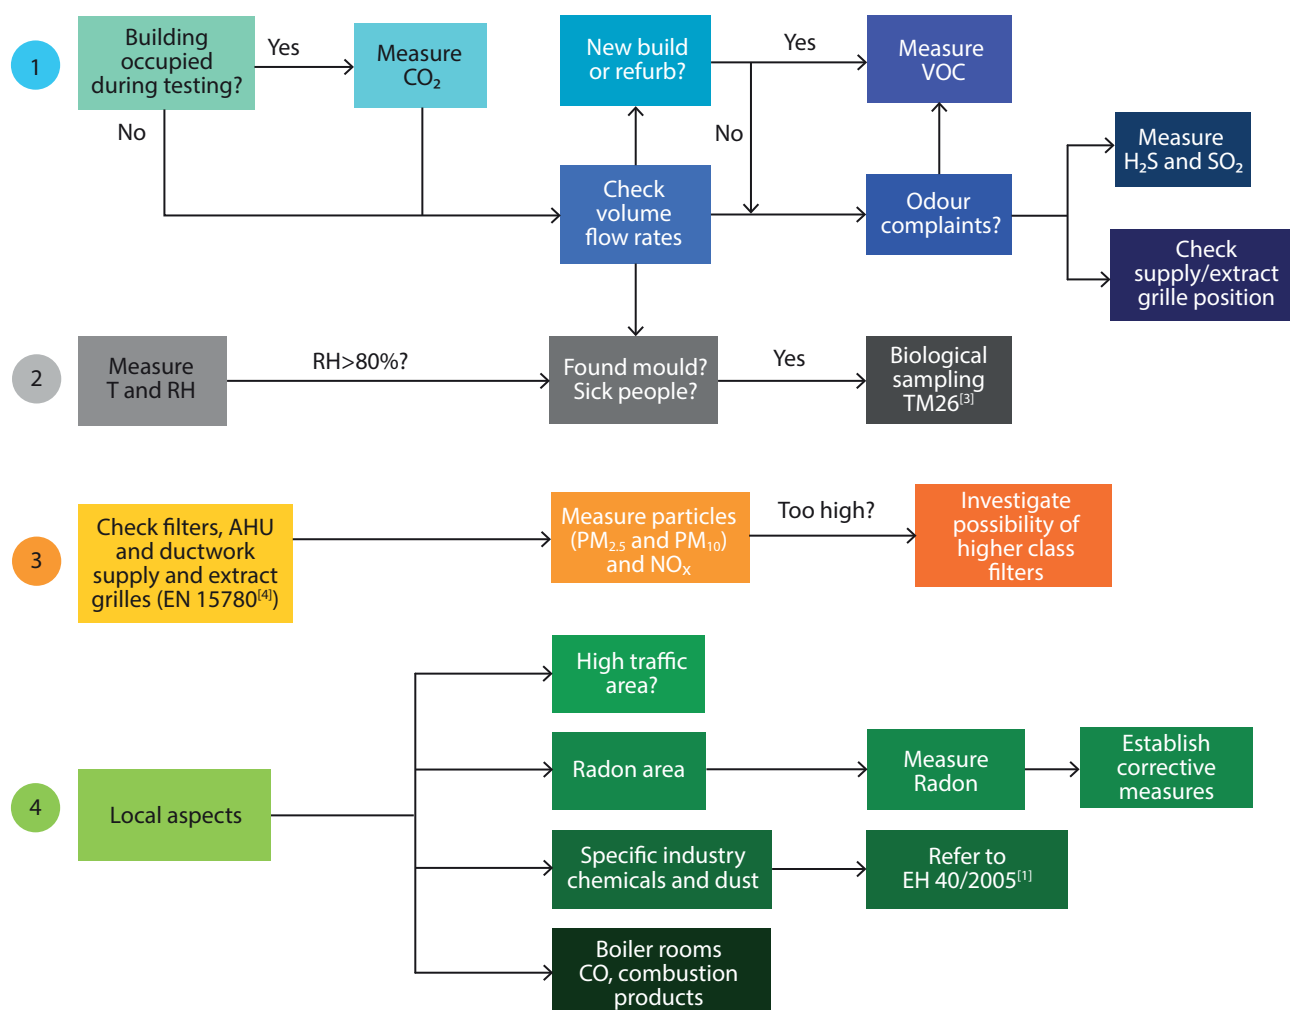 1
Building
occupied
during testing?
Yes
Measure
CO₂
No
New build
or refurb?
Yes
Measure
VOC
No
Check
volume
flow rates
Odour
complaints?
Measure
H₂S and SO₂
Check
supply/extract
grille position
2
Measure
T and RH
RH>80%?
Found mould?
Sick people?
Yes
Biological
sampling
TM26[3]
3
Check filters, AHU
and ductwork
supply and extract
grilles (EN 15780[4])
Measure particles
(PM2.5 and PM10)
and NOx
Too high?
Investigate
possibility of
higher class
filters
4
Local aspects
High traffic
area?
Radon area
Measure
Radon
Establish
corrective
measures
Specific industry
chemicals and dust
Refer to
EH 40/2005[1]
Boiler rooms
CO, combustion
products